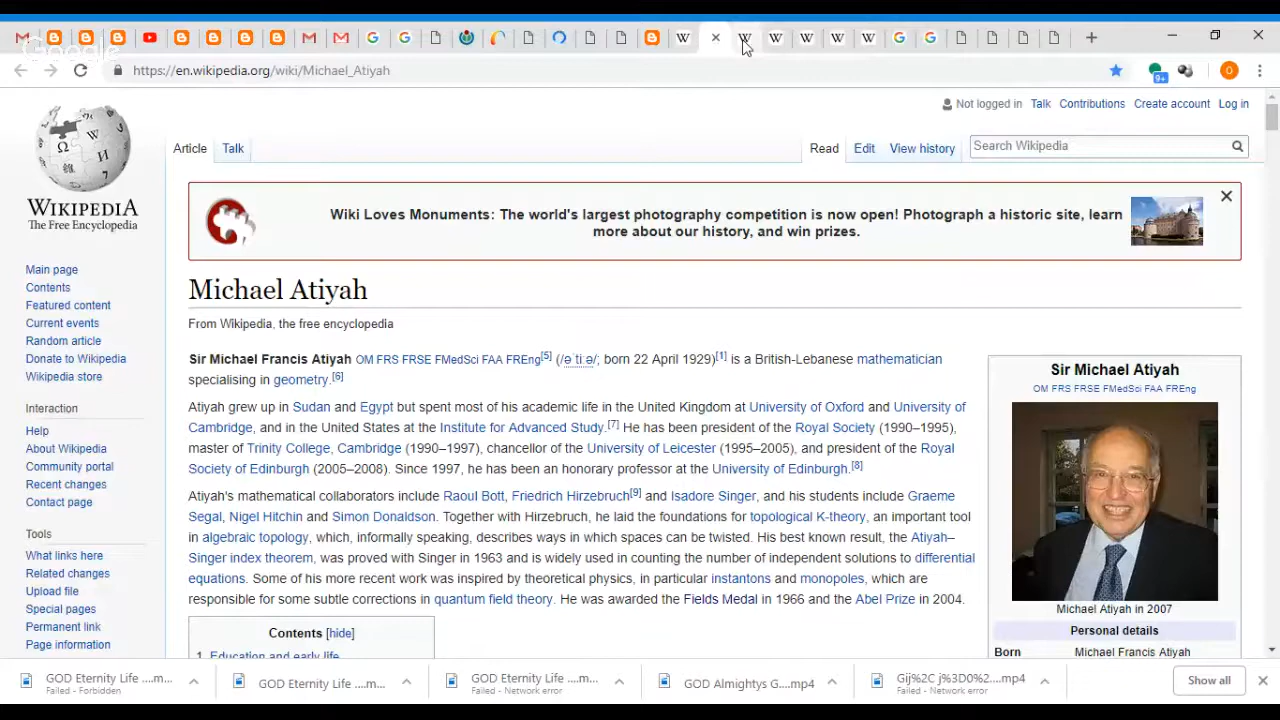 Google
https://en.wikipedia.org/wiki/Michael_Atiyah
9+
O
Not logged in Talk Contributions Create account Log in
Article Talk
Read Edit View history
Search Wikipedia
WIKIPEDIA
The Free Encyclopedia
Wiki Loves Monuments: The world's largest photography competition is now open! Photograph a historic site, learn
more about our history, and win prizes.
Main page
Contents
Featured content
Current events
Random article
Donate to Wikipedia
Wikipedia store
Interaction
Help
About Wikipedia
Community portal
Recent changes
Contact page
Tools
What links here
Related changes
Upload file
Special pages
Permanent link
Page information
Michael Atiyah
From Wikipedia, the free encyclopedia
Sir Michael Francis Atiyah OM FRS FRSE FMedSci FAA FREng[5] (/əˈtiːə/; born 22 April 1929)[1] is a British-Lebanese mathematician
specialising in geometry.[6]
Atiyah grew up in Sudan and Egypt but spent most of his academic life in the United Kingdom at University of Oxford and University of
Cambridge, and in the United States at the Institute for Advanced Study.[7] He has been president of the Royal Society (1990–1995),
master of Trinity College, Cambridge (1990–1997), chancellor of the University of Leicester (1995–2005), and president of the Royal
Society of Edinburgh (2005–2008). Since 1997, he has been an honorary professor at the University of Edinburgh.[8]
Atiyah's mathematical collaborators include Raoul Bott, Friedrich Hirzebruch[9] and Isadore Singer, and his students include Graeme
Segal, Nigel Hitchin and Simon Donaldson. Together with Hirzebruch, he laid the foundations for topological K-theory, an important tool
in algebraic topology, which, informally speaking, describes ways in which spaces can be twisted. His best known result, the Atiyah–
Singer index theorem, was proved with Singer in 1963 and is widely used in counting the number of independent solutions to differential
equations. Some of his more recent work was inspired by theoretical physics, in particular instantons and monopoles, which are
responsible for some subtle corrections in quantum field theory. He was awarded the Fields Medal in 1966 and the Abel Prize in 2004.
Contents [hide]
1 Education and early life
Sir Michael Atiyah
OM FRS FRSE FMedSci FAA FREng
Michael Atiyah in 2007
Personal details
Born Michael Francis Atiyah
GOD Eternity Life ....m...
Failed - Forbidden
GOD Eternity Life ....m...
GOD Eternity Life ....m...
Failed - Network error
GOD Almightys G....mp4
Gij%2C j%3D0%2....mp4
Failed - Network error
Show all